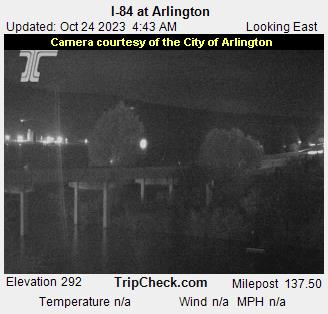 I-84 at Arlington
Updated: Oct 24 2023 4:43 AM Looking East
Camera courtesy of the City of Arlington
Elevation 292 TripCheck.com Milepost 137.50
Temperature n/a Wind n/a MPH n/a